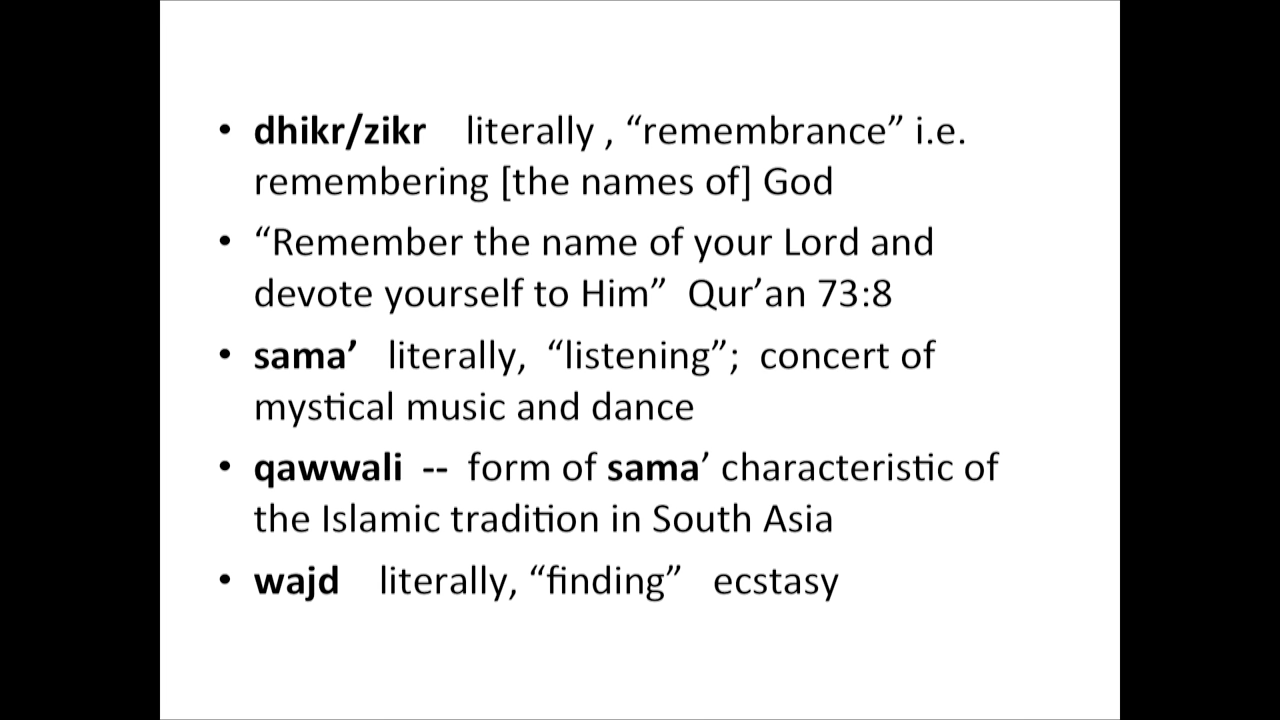 • dhikr/zikr literally , “remembrance” i.e.
remembering [the names of] God
• “Remember the name of your Lord and
devote yourself to Him” Qur’an 73:8
• sama’ literally, “listening”; concert of
mystical music and dance
• qawwali -- form of sama’ characteristic of
the Islamic tradition in South Asia
• wajd literally, “finding” ecstasy